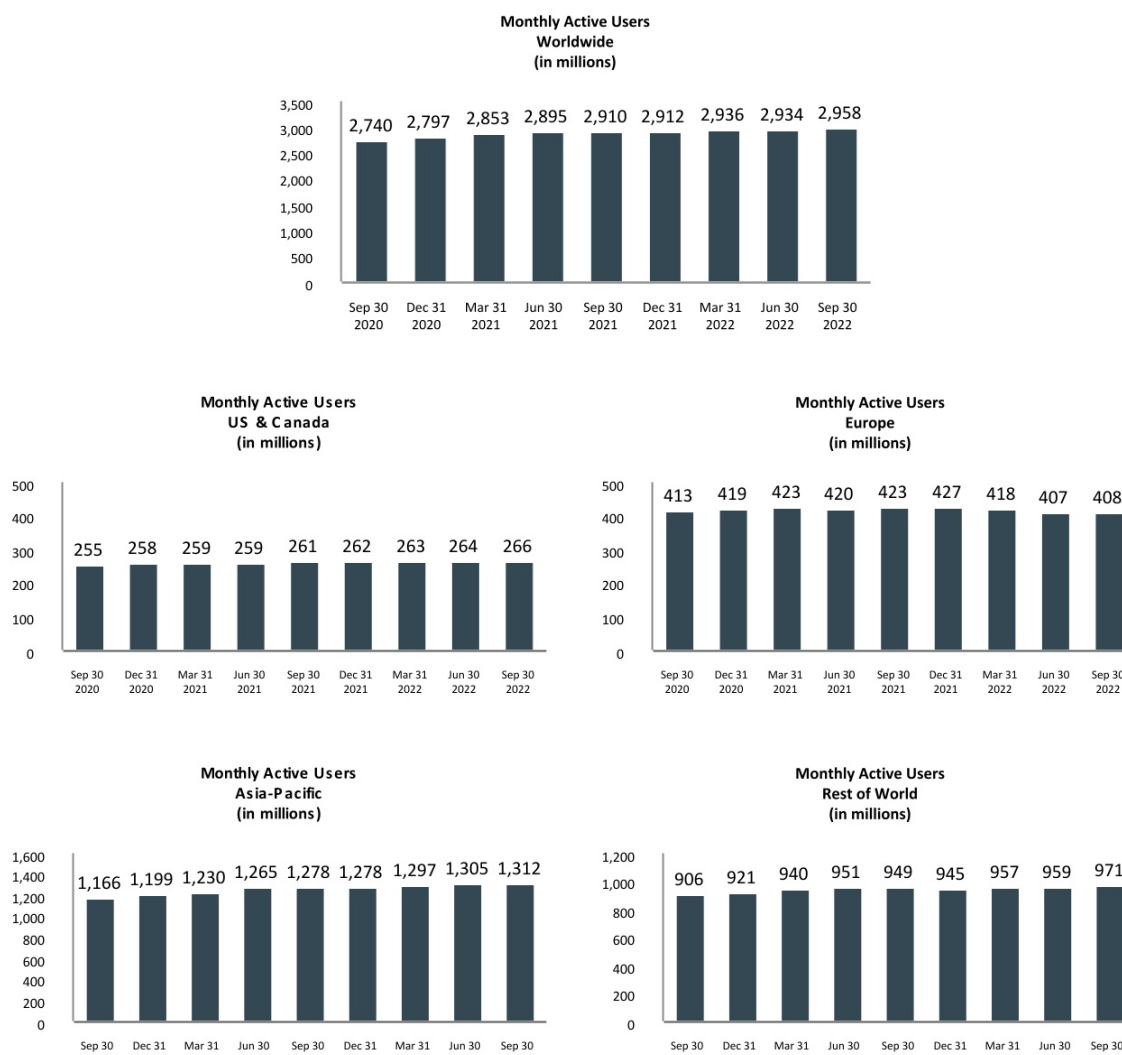 Monthly Active Users
Worldwide
(in millions)
3,500
3,000
2,500
2,000
1,500
1,000
500
0
2,740 2,797 2,853 2,895 2,910 2,912 2,936 2,934 2,958
Sep 30 Dec 31 Mar 31 Jun 30 Sep 30 Dec 31 Mar 31 Jun 30 Sep 30
2020 2020 2021 2021 2021 2021 2022 2022 2022
Monthly Active Users
US & Canada
(in millions)
500
400
300
200
100
0
255 258 259 259 261 262 263 264 266
Sep 30 Dec 31 Mar 31 Jun 30 Sep 30 Dec 31 Mar 31 Jun 30 Sep 30
2020 2020 2021 2021 2021 2021 2022 2022 2022
Monthly Active Users
Europe
(in millions)
500
400
300
200
100
0
413 419 423 420 423 427 418 407 408
Sep 30 Dec 31 Mar 31 Jun 30 Sep 30 Dec 31 Mar 31 Jun 30 Sep 30
2020 2020 2021 2021 2021 2021 2022 2022 2022
Monthly Active Users
Asia-Pacific
(in millions)
1,600
1,400
1,200
1,000
800
600
400
200
0
1,166 1,199 1,230 1,265 1,278 1,278 1,297 1,305 1,312
Sep 30 Dec 31 Mar 31 Jun 30 Sep 30 Dec 31 Mar 31 Jun 30 Sep 30
Monthly Active Users
Rest of World
(in millions)
1,200
1,000
800
600
400
200
0
906 921 940 951 949 945 957 959 971
Sep 30 Dec 31 Mar 31 Jun 30 Sep 30 Dec 31 Mar 31 Jun 30 Sep 30